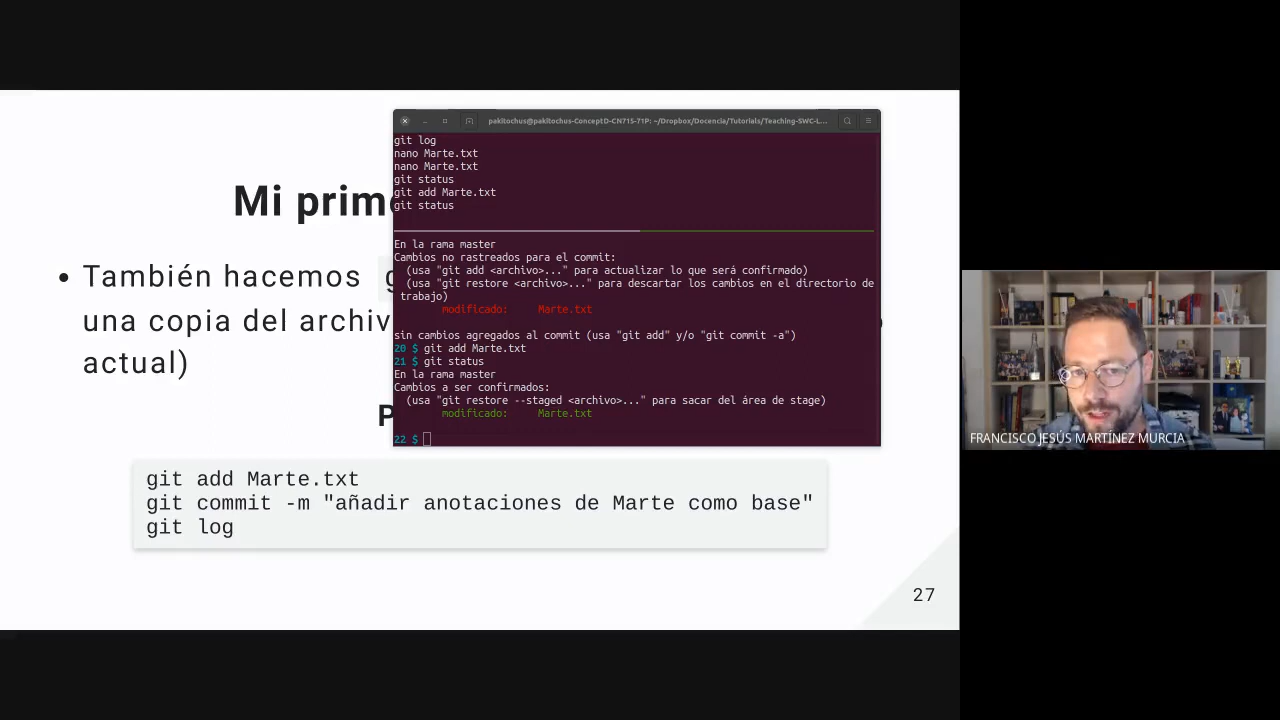 pakitochus@pakitochus-ConceptD-CN715-71P: ~/Dropbox/Docencia/Tutorials/Teaching-SWC-L...
git log
nano Marte.txt
nano Marte.txt
git status
git add Marte.txt
git status
En la rama master
Cambios no rastreados para el commit:
(usa "git add <archivo>..." para actualizar lo que será confirmado)
(usa "git restore <archivo>..." para descartar los cambios en el directorio de
trabajo)
modificado: Marte.txt
sin cambios agregados al commit (usa "git add" y/o "git commit -a")
20 $ git add Marte.txt
21 $ git status
En la rama master
Cambios a ser confirmados:
(usa "git restore --staged <archivo>..." para sacar del área de stage)
modificado: Marte.txt
22 $
Mi prim
• También hacemos
una copia del archiv
actual)
P
git add Marte.txt
git commit -m "añadir anotaciones de Marte como base"
git log
27
FRANCISCO JESÚS MARTÍNEZ MURCIA